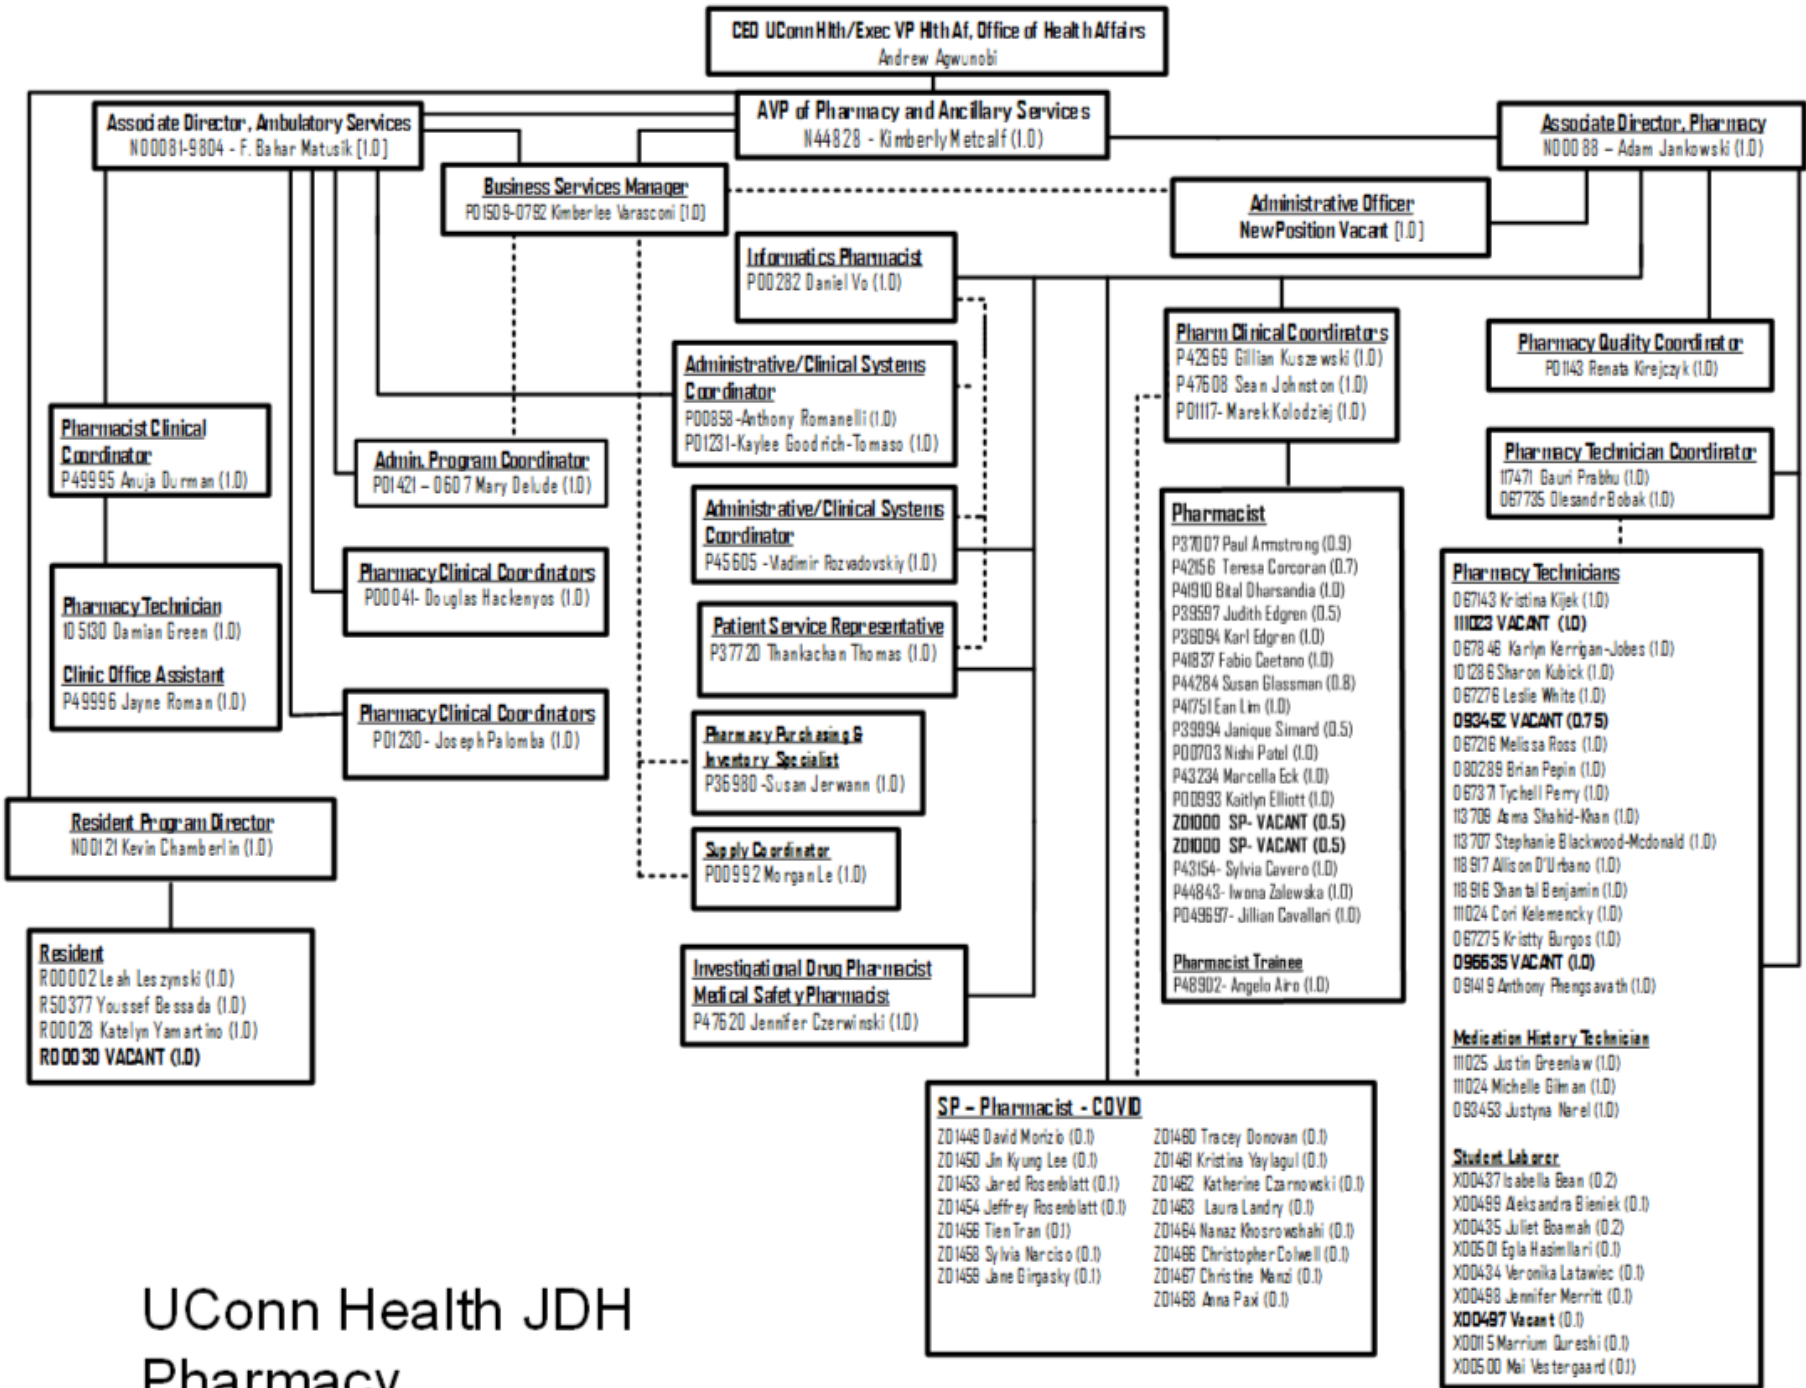 CEO UConn Hlth/Exec VP Hlth Af, Office of Health Affairs
Andrew Agwunobi
AVP of Pharmacy and Ancillary Services
N44828 - Kimberly Metcalf (1.0)
Associate Director, Ambulatory Services
N00081-9804 - F. Bahar Matusik [1.0]
Associate Director, Pharmacy
N00088 – Adam Jankowski (1.0)
Business Services Manager
P01509-0792 Kimberlee Varasconi [1.0]
Administrative Officer
New Position Vacant [1.0]
Informatics Pharmacist
P00282 Daniel Vo (1.0)
Pharm Clinical Coordinators
P42969 Gillian Kuszewski (1.0)
P47608 Sean Johnston (1.0)
P01117- Marek Kolodziej (1.0)
Pharmacy Quality Coordinator
P01143 Renata Kirejczyk (1.0)
Administrative/Clinical Systems
Coordinator
P00858-Anthony Romanelli (1.0)
P01231-Kaylee Goodrich-Tomaso (1.0)
Pharmacist Clinical
Coordinator
P49995 Anuja Durman (1.0)
Admin. Program Coordinator
P01421 – 0607 Mary Delude (1.0)
Pharmacy Technician Coordinator
117471 Gauri Prabhu (1.0)
067735 Olesandr Bobak (1.0)
Administrative/Clinical Systems
Coordinator
P45605 -Vladimir Rozvadovskiy (1.0)
Pharmacy Technician
105130 Damian Green (1.0)
Clinic Office Assistant
P49996 Jayne Roman (1.0)
Pharmacy Clinical Coordinators
P00041- Douglas Hackenyos (1.0)
Patient Service Representative
P37720 Thankachan Thomas (1.0)
Pharmacy Clinical Coordinators
P01230- Joseph Palomba (1.0)
Pharmacy Purchasing &
Inventory Specialist
P36980 -Susan Jerwann (1.0)
Supply Coordinator
P00992 Morgan Le (1.0)
Resident Program Director
N00121 Kevin Chamberlin (1.0)
Resident
R00002 Leah Leszynski (1.0)
R50377 Youssef Bessada (1.0)
R00028 Katelyn Yamartino (1.0)
R00030 VACANT (1.0)
Investigational Drug Pharmacist
Medical Safety Pharmacist
P47620 Jennifer Czerwinski (1.0)
Pharmacist
P37007 Paul Armstrong (0.9)
P42156 Teresa Corcoran (0.7)
P41910 Bital Dharsandia (1.0)
P39597 Judith Edgren (0.5)
P36094 Karl Edgren (1.0)
P41837 Fabio Caetano (1.0)
P44284 Susan Glassman (0.8)
P41751 Ean Lim (1.0)
P39994 Janique Simard (0.5)
P00703 Nishi Patel (1.0)
P43234 Marcella Eck (1.0)
P00993 Kaitlyn Elliott (1.0)
Z01000 SP- VACANT (0.5)
Z01000 SP- VACANT (0.5)
P43154- Sylvia Cavero (1.0)
P44843- Iwona Zalewska (1.0)
P049697- Jillian Cavallari (1.0)
Pharmacist Trainee
P48902- Angelo Airo (1.0)
Pharmacy Technicians
067143 Kristina Kijek (1.0)
111023 VACANT (1.0)
067846 Karlyn Kerrigan-Jobes (1.0)
101286 Sharon Kubick (1.0)
067276 Leslie White (1.0)
093452 VACANT (0.75)
067216 Melissa Ross (1.0)
080289 Brian Pepin (1.0)
067371 Tychell Perry (1.0)
113709 Asma Shahid-Khan (1.0)
113707 Stephanie Blackwood-Mcdonald (1.0)
118917 Allison D'Urbano (1.0)
118916 Shantal Benjamin (1.0)
111024 Cori Kelemencky (1.0)
067275 Kristty Burgos (1.0)
096635 VACANT (1.0)
091419 Anthony Phengsavath (1.0)
Medication History Technician
111025 Justin Greenlaw (1.0)
111024 Michelle Gilman (1.0)
093453 Justyna Narel (1.0)
Student Laborer
X00437 Isabella Bean (0.2)
X00499 Aleksandra Bieniek (0.1)
X00435 Juliet Boamah (0.2)
X00501 Egla Hasimllari (0.1)
X00434 Veronika Latawiec (0.1)
X00498 Jennifer Merritt (0.1)
X00497 Vacant (0.1)
X00115 Marrium Qureshi (0.1)
X00500 Mai Vestergaard (0.1)
SP – Pharmacist - COVID
Z01449 David Morizio (0.1)
Z01450 Jin Kyung Lee (0.1)
Z01453 Jared Rosenblatt (0.1)
Z01454 Jeffrey Rosenblatt (0.1)
Z01456 Tien Tran (0.1)
Z01458 Sylvia Narciso (0.1)
Z01459 Jane Girgasky (0.1)
Z01460 Tracey Donovan (0.1)
Z01461 Kristina Yaylagul (0.1)
Z01462 Katherine Czarnowski (0.1)
Z01463 Laura Landry (0.1)
Z01464 Nanaz Khosrowshahi (0.1)
Z01466 Christopher Colwell (0.1)
Z01467 Christine Manzi (0.1)
Z01468 Anna Paxi (0.1)
UConn Health JDH
Pharmacy